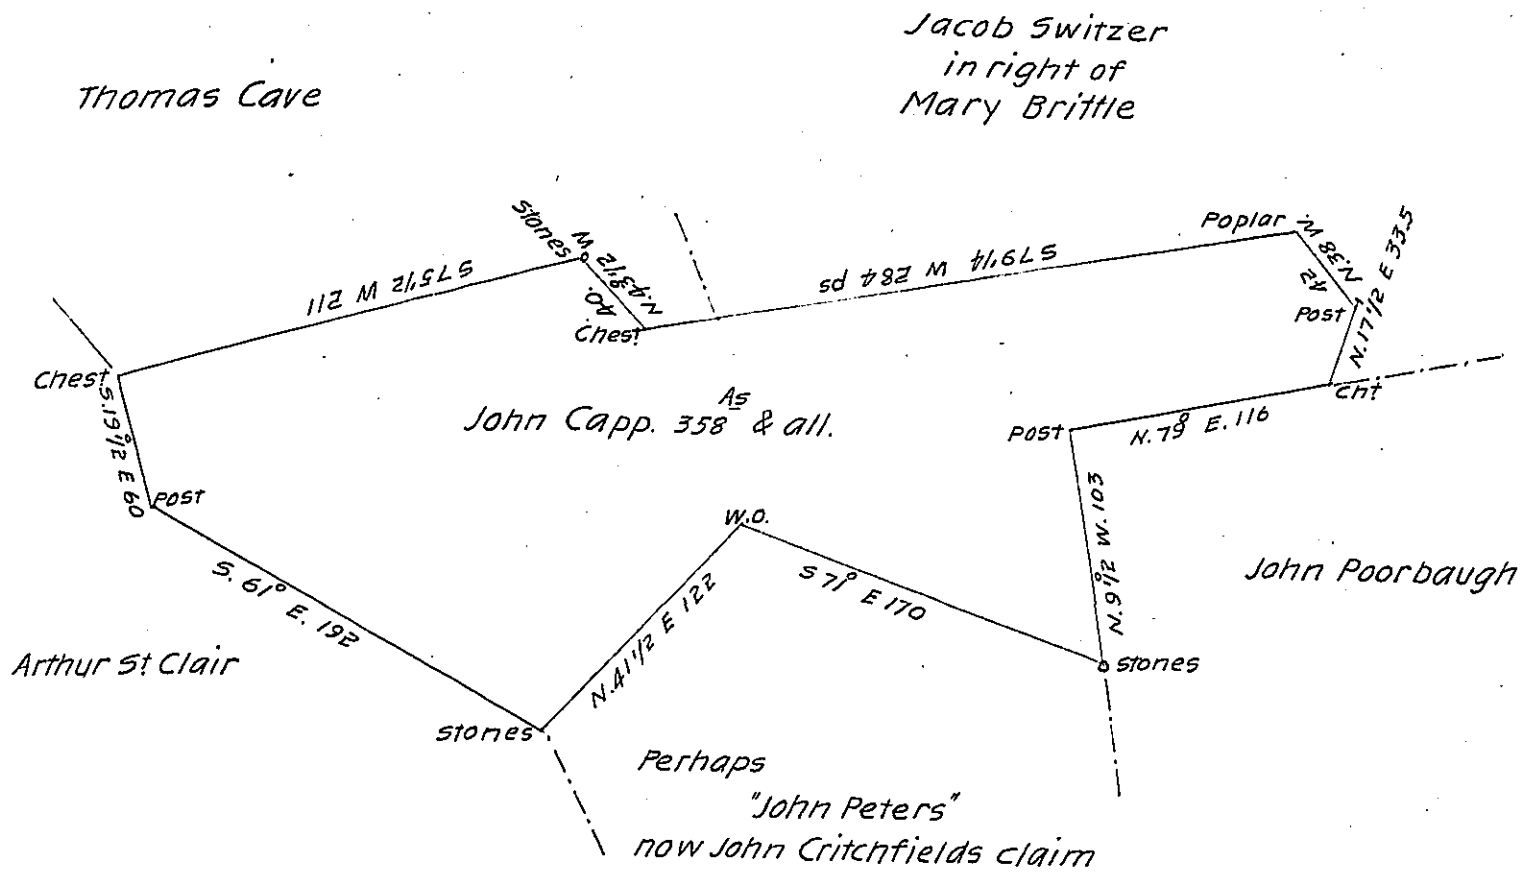 Jacob Switzer
in right of
Mary Brittle
Thomas Cave
Stones
N.43 1/2 W
40.
Chest
S 75 1/2 W 211
S 79 1/4 W 284 ps
Poplar
N.38 W.
42
Post
N.17 1/2 E 33.5
Cht
N.79° E. 116
Post
Chest
S.19°1/2 E 60
Post
John Capp. 358 As & all.
W.O.
N.9°1/2 W. 103
S 71° E 170
John Poorbaugh
S. 61° E. 192
N.41 1/2 E 122
Arthur St Clair
Stones
Stones
Perhaps
"John Peters"
now John Critchfields claim